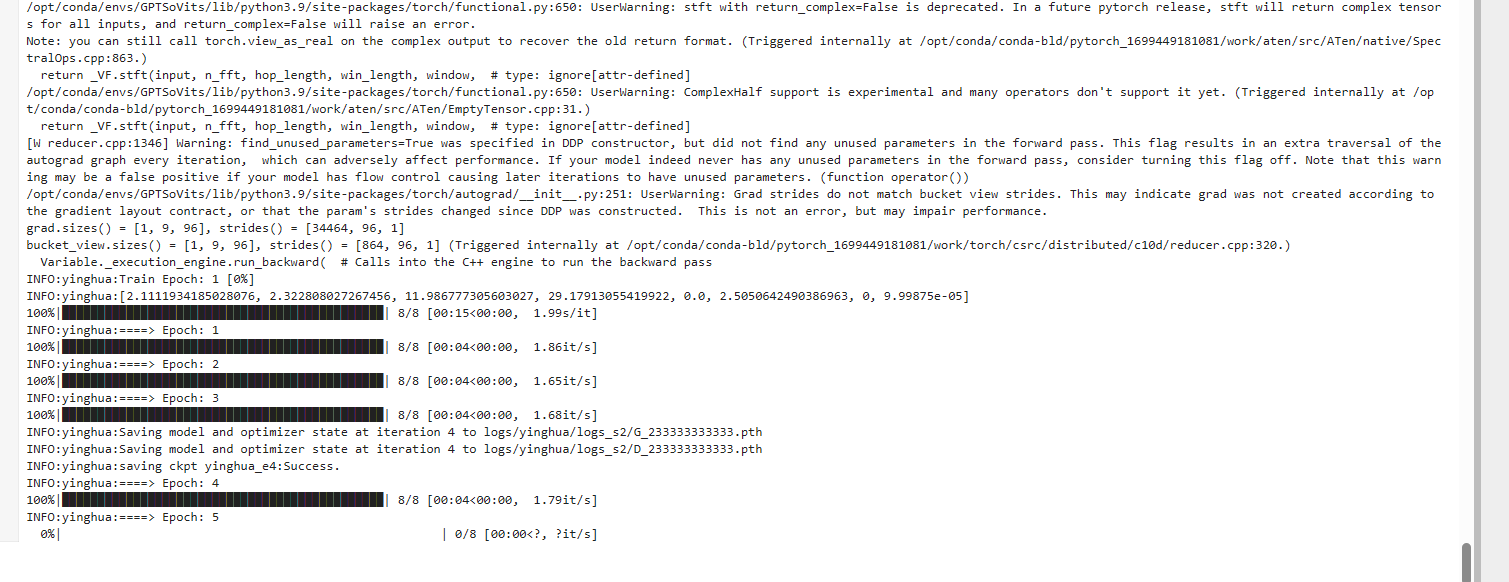 /opt/conda/envs/GPTSoVits/lib/python3.9/site-packages/torch/functional.py:650: UserWarning: stft with return_complex=False is deprecated. In a future pytorch release, stft will return complex tensor
s for all inputs, and return_complex=False will raise an error.
Note: you can still call torch.view_as_real on the complex output to recover the old return format. (Triggered internally at /opt/conda/conda-bld/pytorch_1699449181081/work/aten/src/ATen/native/Spec
tralOps.cpp:863.)
  return _VF.stft(input, n_fft, hop_length, win_length, window,  # type: ignore[attr-defined]
/opt/conda/envs/GPTSoVits/lib/python3.9/site-packages/torch/functional.py:650: UserWarning: ComplexHalf support is experimental and many operators don't support it yet. (Triggered internally at /op
t/conda/conda-bld/pytorch_1699449181081/work/aten/src/ATen/EmptyTensor.cpp:31.)
  return _VF.stft(input, n_fft, hop_length, win_length, window,  # type: ignore[attr-defined]
[W reducer.cpp:1346] Warning: find_unused_parameters=True was specified in DDP constructor, but did not find any unused parameters in the forward pass. This flag results in an extra traversal of the
autograd graph every iteration,  which can adversely affect performance. If your model indeed never has any unused parameters in the forward pass, consider turning this flag off. Note that this warn
ing may be a false positive if your model has flow control causing later iterations to have unused parameters. (function operator())
/opt/conda/envs/GPTSoVits/lib/python3.9/site-packages/torch/autograd/__init__.py:251: UserWarning: Grad strides do not match bucket view strides. This may indicate grad was not created according to
the gradient layout contract, or that the param's strides changed since DDP was constructed.  This is not an error, but may impair performance.
grad.sizes() = [1, 9, 96], strides() = [34464, 96, 1]
bucket_view.sizes() = [1, 9, 96], strides() = [864, 96, 1] (Triggered internally at /opt/conda/conda-bld/pytorch_1699449181081/work/torch/csrc/distributed/c10d/reducer.cpp:320.)
  Variable._execution_engine.run_backward(  # Calls into the C++ engine to run the backward pass
INFO:yinghua:Train Epoch: 1 [0%]
INFO:yinghua:[2.1111934185028076, 2.322808027267456, 11.986777305603027, 29.17913055419922, 0.0, 2.5050642490386963, 0, 9.99875e-05]
100%| | 8/8 [00:15<00:00,  1.99s/it]
INFO:yinghua:====> Epoch: 1
100%| | 8/8 [00:04<00:00,  1.86it/s]
INFO:yinghua:====> Epoch: 2
100%| | 8/8 [00:04<00:00,  1.65it/s]
INFO:yinghua:====> Epoch: 3
100%| | 8/8 [00:04<00:00,  1.68it/s]
INFO:yinghua:Saving model and optimizer state at iteration 4 to logs/yinghua/logs_s2/G_233333333333.pth
INFO:yinghua:Saving model and optimizer state at iteration 4 to logs/yinghua/logs_s2/D_233333333333.pth
INFO:yinghua:saving ckpt yinghua_e4:Success.
INFO:yinghua:====> Epoch: 4
100%| | 8/8 [00:04<00:00,  1.79it/s]
INFO:yinghua:====> Epoch: 5
  0%| | 0/8 [00:00<?, ?it/s]